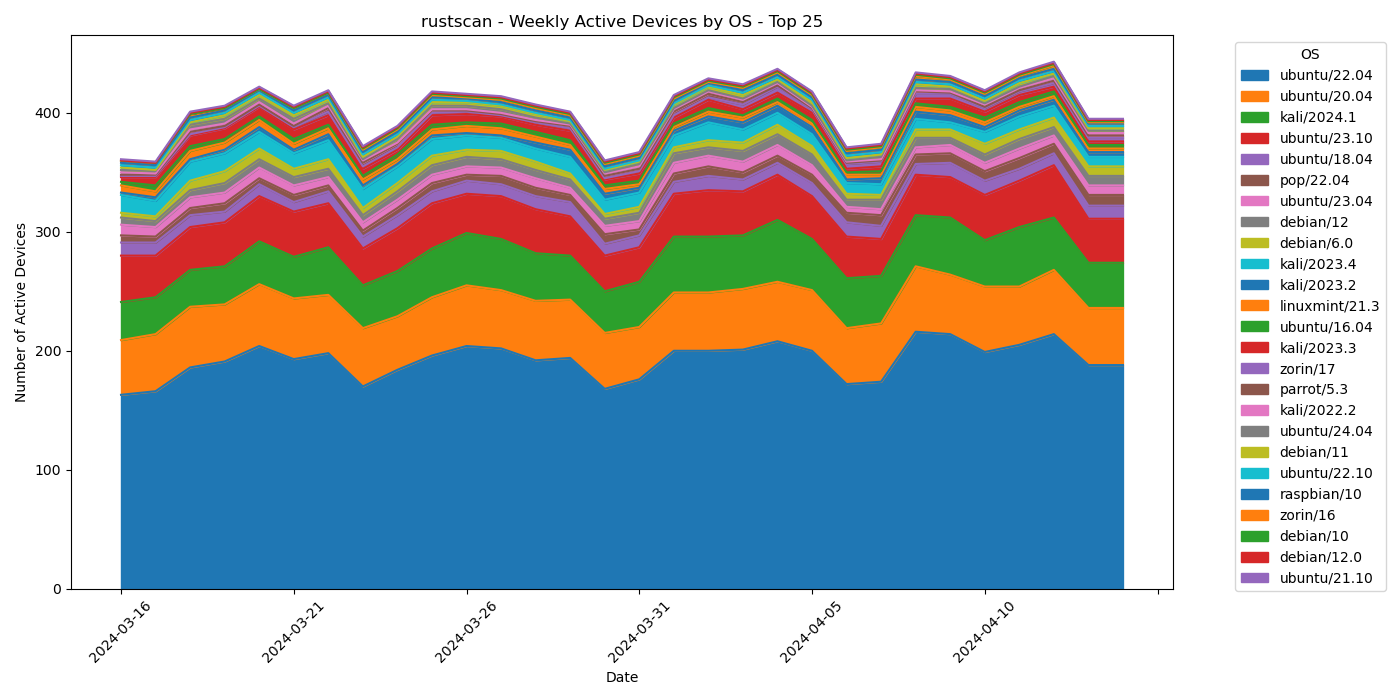 rustscan - Weekly Active Devices by OS - Top 25
Number of Active Devices
400
300
200
100
0
2024-03-16
2024-03-21
2024-03-26
2024-03-31
2024-04-05
2024-04-10
Date
OS
ubuntu/22.04
ubuntu/20.04
kali/2024.1
ubuntu/23.10
ubuntu/18.04
pop/22.04
ubuntu/23.04
debian/12
debian/6.0
kali/2023.4
kali/2023.2
linuxmint/21.3
ubuntu/16.04
kali/2023.3
zorin/17
parrot/5.3
kali/2022.2
ubuntu/24.04
debian/11
ubuntu/22.10
raspbian/10
zorin/16
debian/10
debian/12.0
ubuntu/21.10